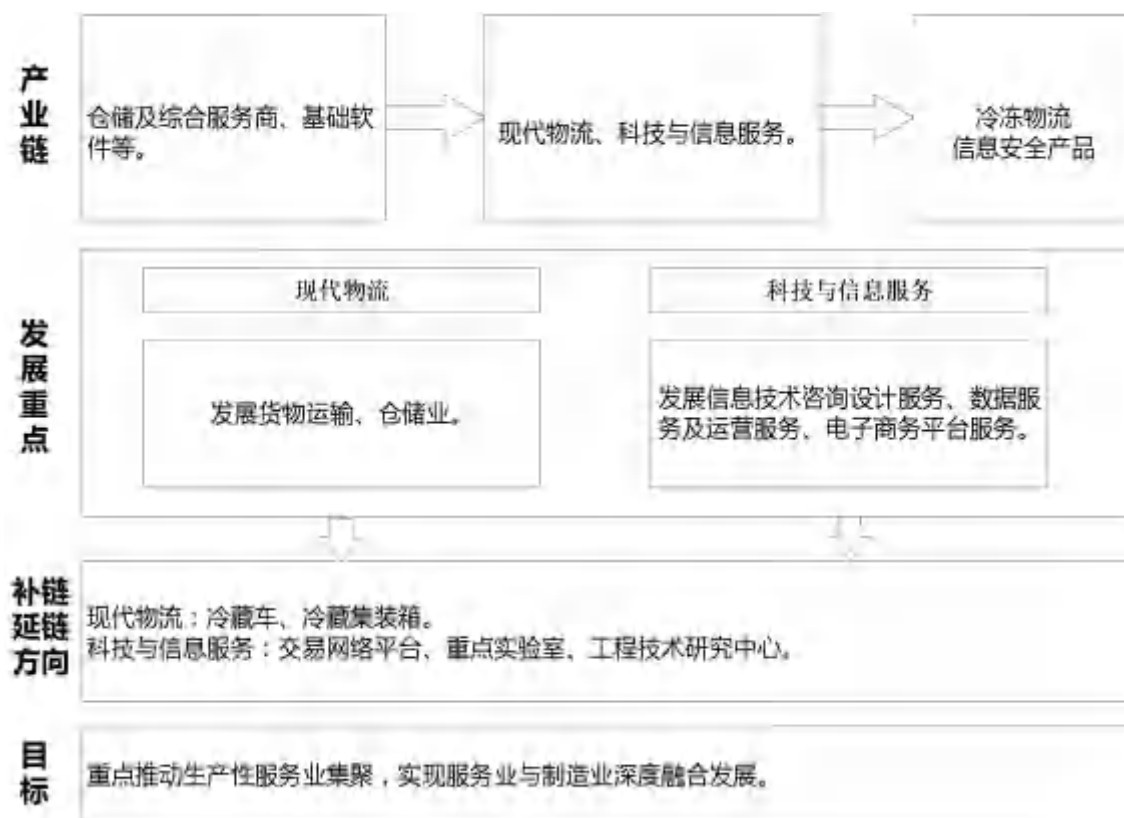 产业链
仓储及综合服务商、基础软
件等。
现代物流、科技与信息服务。
冷冻物流
信息安全产品
发展重点
现代物流
科技与信息服务
发展货物运输、仓储业。
发展信息技术咨询设计服务、数据服
务及运营服务、电子商务平台服务。
补链
延链
方向
现代物流：冷藏车、冷藏集装箱。
科技与信息服务：交易网络平台、重点实验室、工程技术研究中心。
目标
重点推动生产性服务业集聚，实现服务业与制造业深度融合发展。